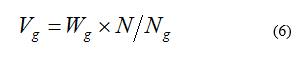 V_g = W_g × N/N_g (6)